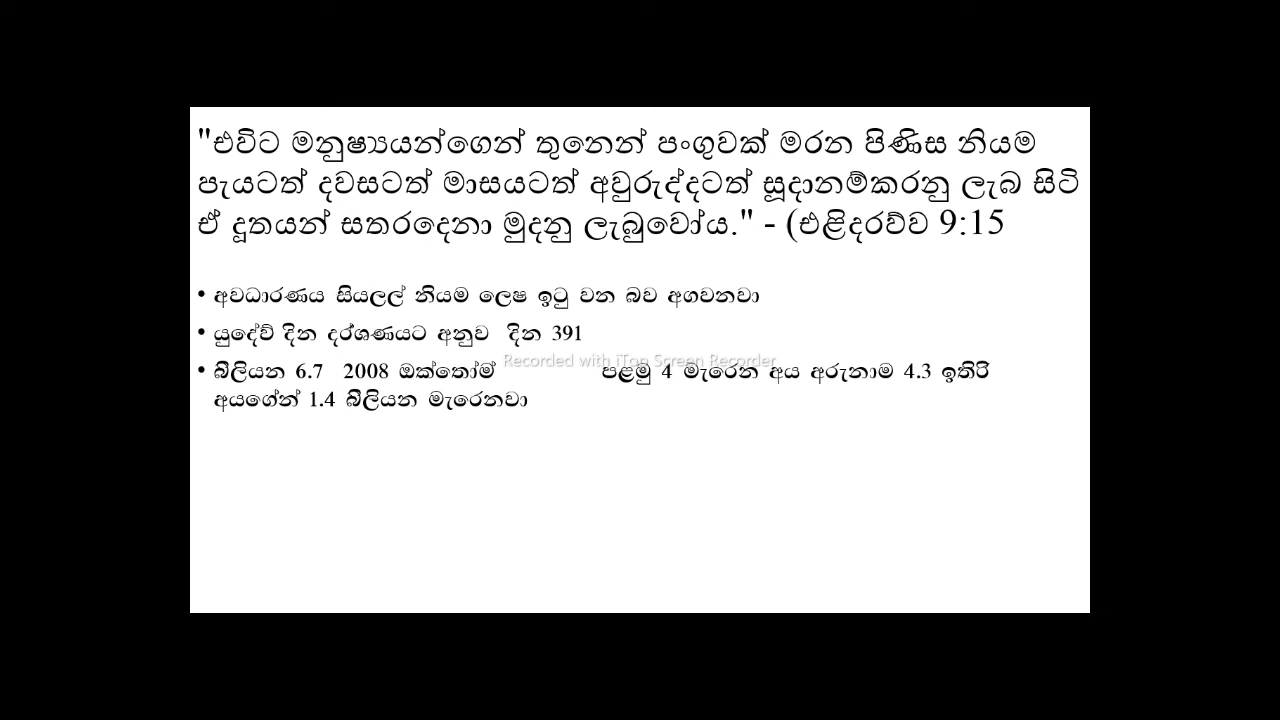 "එවිට මනුෂ්‍යයන්ගෙන් තුනෙන් පංගුවක් මරන පිණිස නියම
පැයටත් දවසටත් මාසයටත් අවුරුද්දටත් සූදානම්කරනු ලැබ සිටි
ඒ දූතයන් සතරදෙනා මුදනු ලැබුවෝය." - (එළිදරව්ව 9:15
• අවධාරණය සියලල් නියම ලෙෂ ඉටු වන බව අගවනවා
• යුදේව් දින දර්ශණයට අනුව දින 391
Recorded with iTop Screen Recorder
• බිලියන 6.7 2008 ඔක්තෝම් පළමු 4 මැරෙන අය අරුනාම 4.3 ඉතිරි
අයගේන් 1.4 බිලියන මැරෙනවා